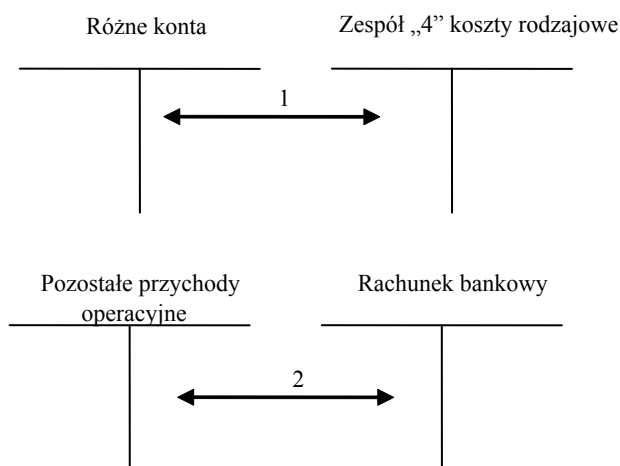 Różne konta
Zespół „4” koszty rodzajowe
1
Pozostałe przychody
operacyjne
Rachunek bankowy
2